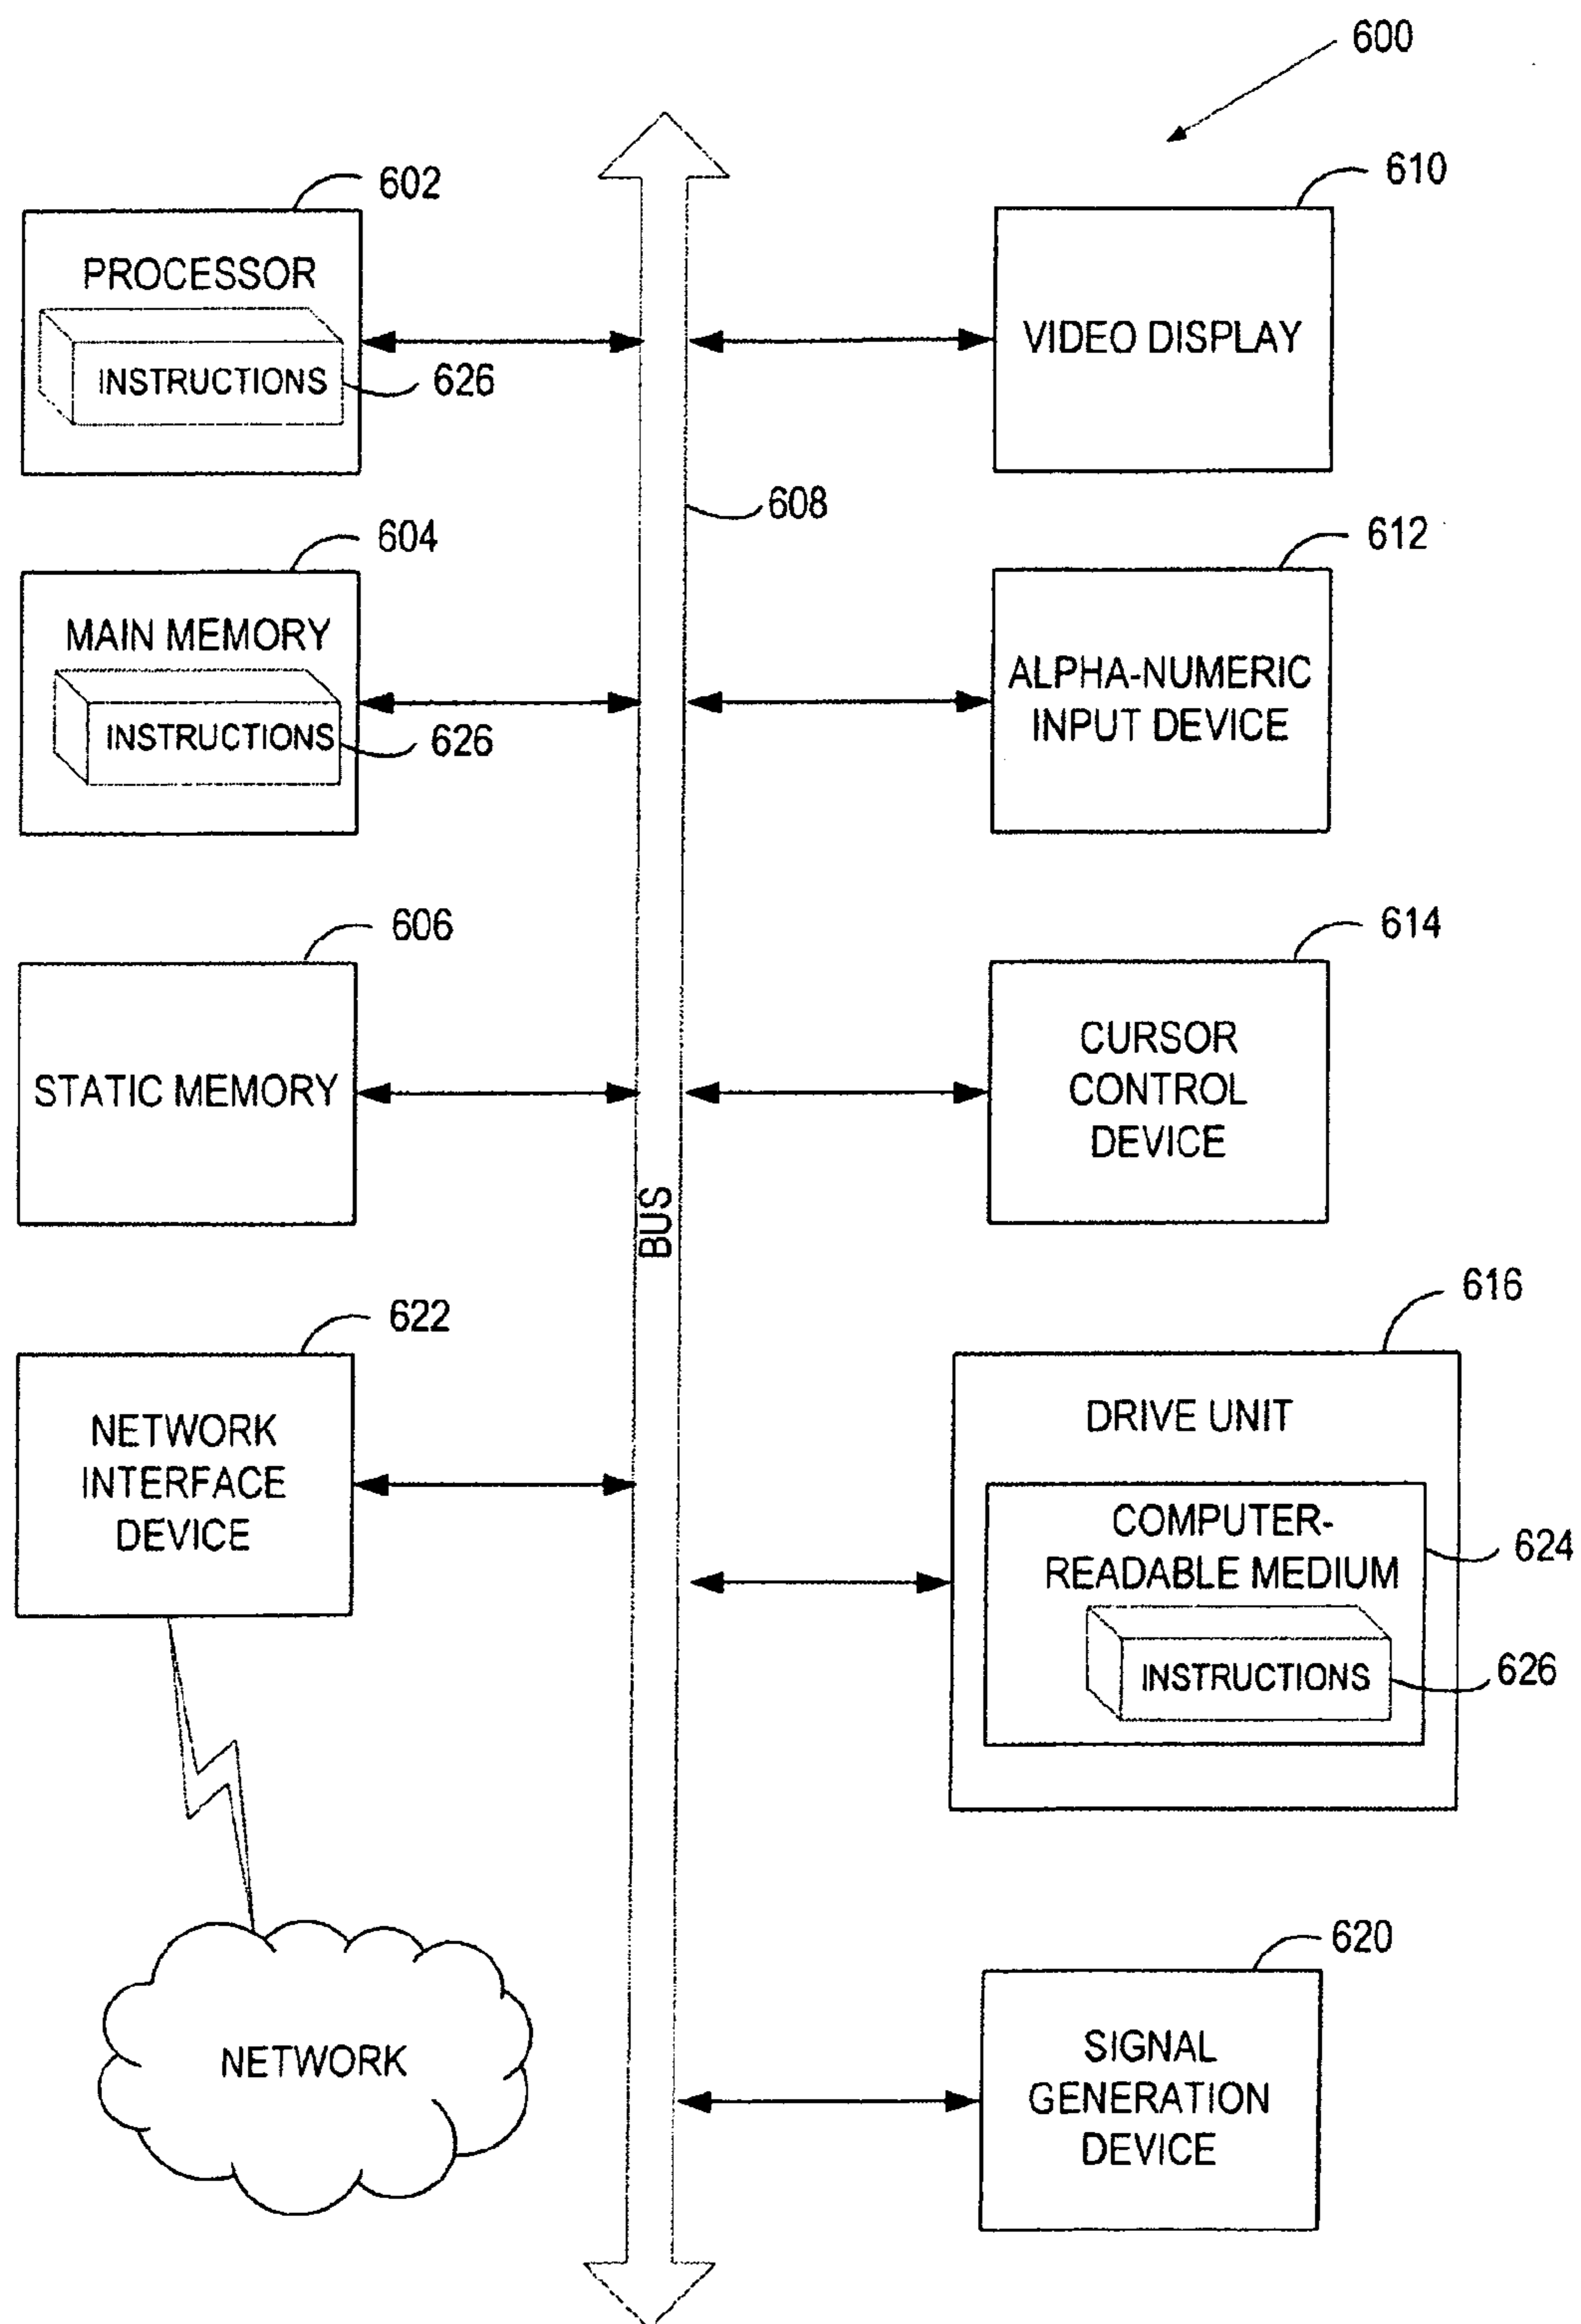 600
602
PROCESSOR
INSTRUCTIONS
626
610
VIDEO DISPLAY
608
604
MAIN MEMORY
INSTRUCTIONS
626
612
ALPHA-NUMERIC
INPUT DEVICE
606
STATIC MEMORY
614
CURSOR
CONTROL
DEVICE
BUS
622
NETWORK
INTERFACE
DEVICE
616
DRIVE UNIT
COMPUTER-
READABLE MEDIUM
624
INSTRUCTIONS
626
NETWORK
620
SIGNAL
GENERATION
DEVICE